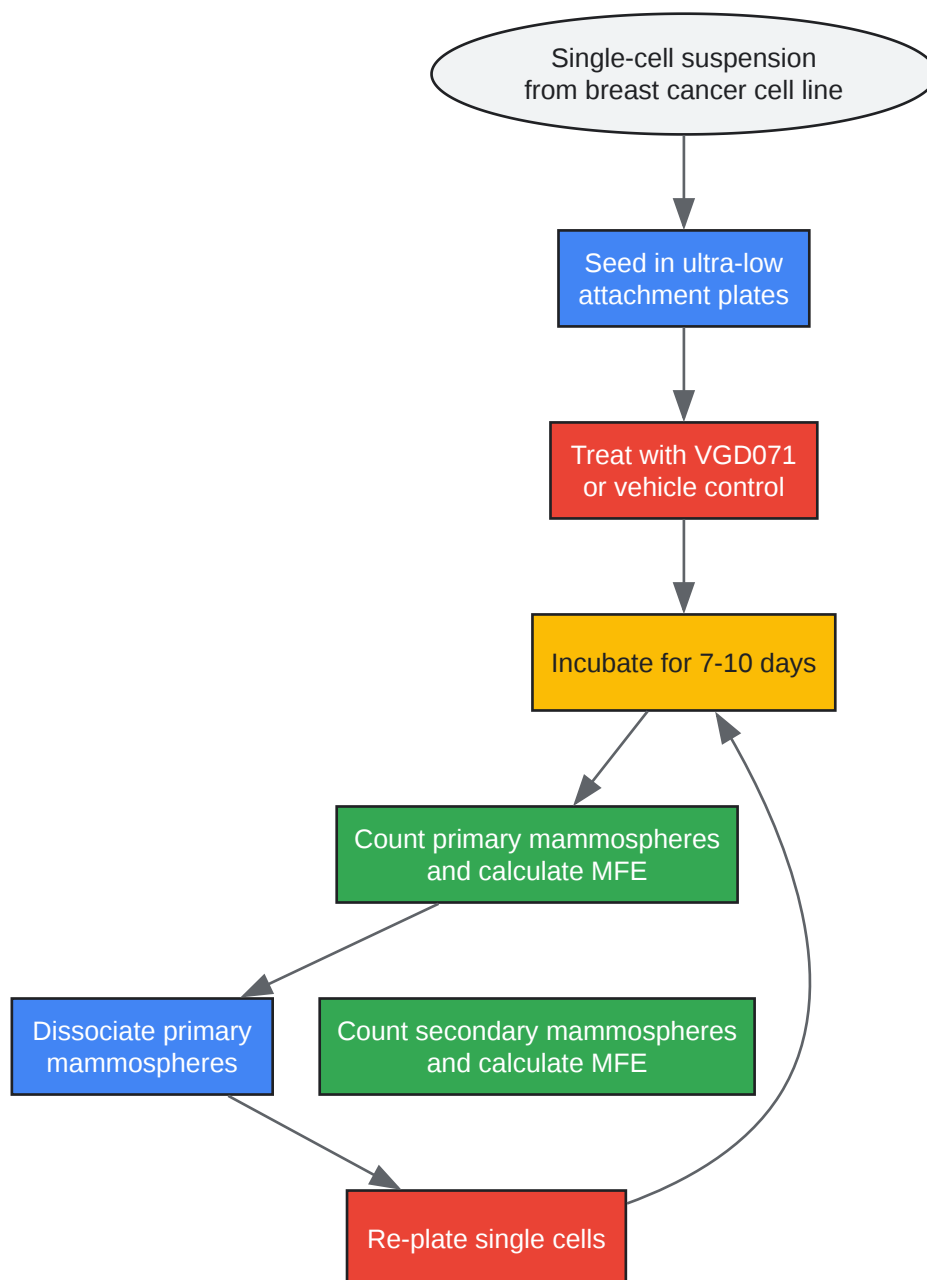 Single-cell suspension
from breast cancer cell line
Seed in ultra-low
attachment plates
Treat with VGD071
or vehicle control
Incubate for 7-10 days
Count primary mammospheres
and calculate MFE
Dissociate primary
mammospheres
Count secondary mammospheres
and calculate MFE
Re-plate single cells